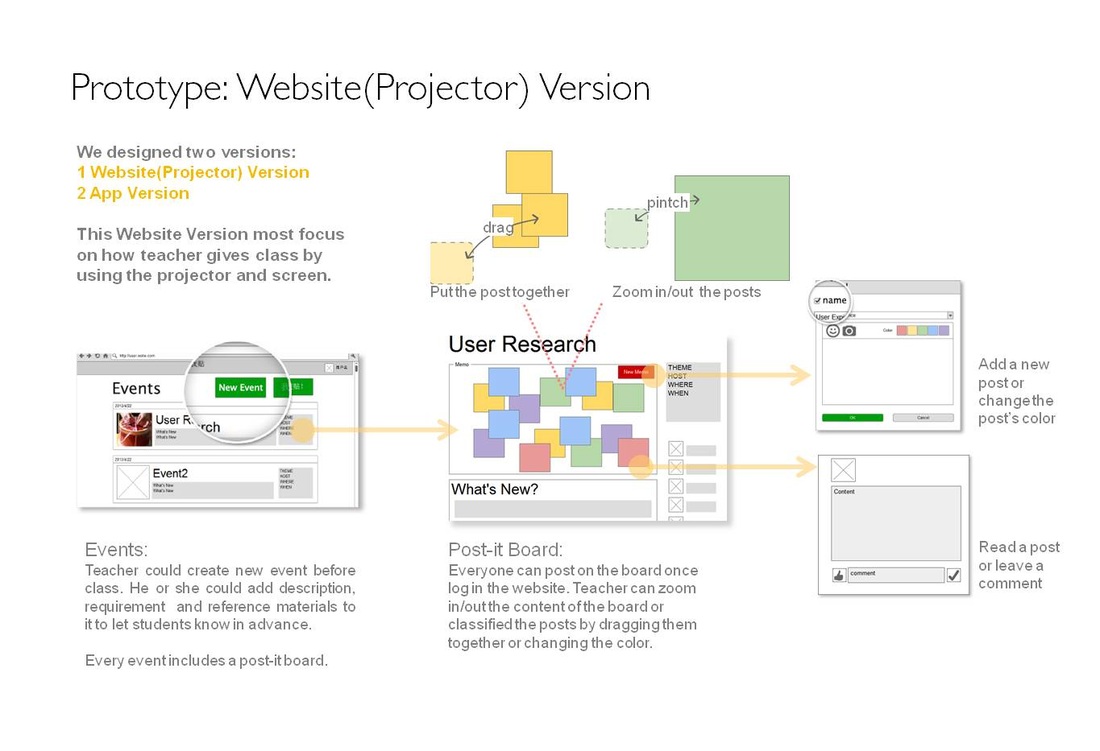 Prototype: Website(Projector) Version
We designed two versions:
1 Website(Projector) Version
2 App Version
This Website Version most focus
on how teacher gives class by
using the projector and screen.
drag
Put the post together
pintch
Zoom in/out the posts
Events
New Event
User R
rch
What's New
What's New
Event2
What's New
What's New
THEME
HOST
WHERE
WHEN
User Research
Memo
New Memo
THEME
HOST
WHERE
WHEN
What's New?
name
User Exp
Color
OK
Cancel
Add a new
post or
change the
post's color
Content
comment
Read a post
or leave a
comment
Events:
Teacher could create new event before
class. He or she could add description,
requirement and reference materials to
it to let students know in advance.
Every event includes a post-it board.
Post-it Board:
Everyone can post on the board once
log in the website. Teacher can zoom
in/out the content of the board or
classified the posts by dragging them
together or changing the color.